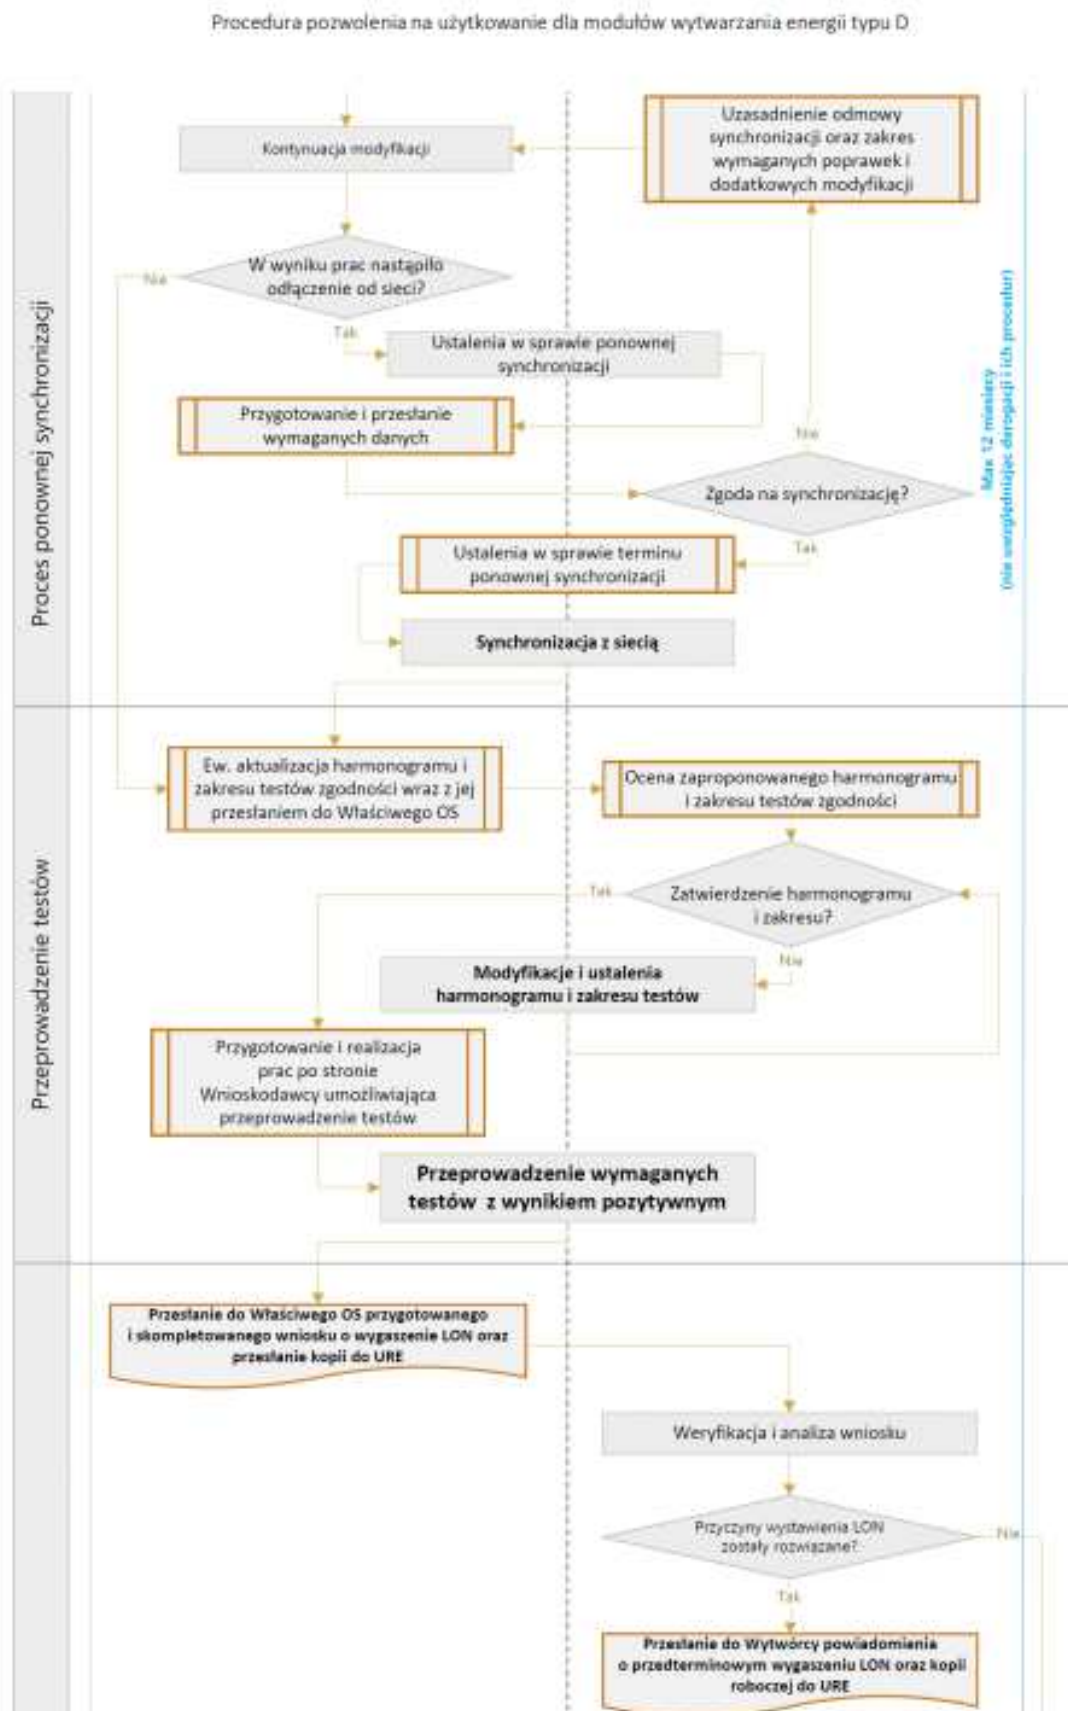 Procedura pozwolenia na użytkowanie dla modułów wytwarzania energii typu D
Proces ponownej synchronizacji
Kontynuacja modyfikacji
Uzasadnienie odmowy
synchronizacji oraz zakres
wymaganych poprawek i
dodatkowych modyfikacji
W wyniku prac nastąpiło
odłączenie od sieci?
Nie
Tak
Ustalenia w sprawie ponownej
synchronizacji
Przygotowanie i przesłanie
wymaganych danych
Nie
Zgoda na synchronizację?
Tak
Ustalenia w sprawie terminu
ponownej synchronizacji
Synchronizacja z siecią
Max 12 miesięcy
(nie uwzględniając derogacji i ich procedur)
Przeprowadzenie testów
Ew. aktualizacja harmonogramu i
zakresu testów zgodności wraz z jej
przesłaniem do Właściwego OS
Ocena zaproponowanego harmonogramu
i zakresu testów zgodności
Tak
Zatwierdzenie harmonogramu
i zakresu?
Nie
Modyfikacje i ustalenia
harmonogramu i zakresu testów
Przygotowanie i realizacja
prac po stronie
Wnioskodawcy umożliwiająca
przeprowadzenie testów
Przeprowadzenie wymaganych
testów z wynikiem pozytywnym
Przesłanie do Właściwego OS przygotowanego
i skompletowanego wniosku o wygaszenie LON oraz
przesłanie kopii do URE
Weryfikacja i analiza wniosku
Przyczyny wystawienia LON
zostały rozwiązane?
Nie
Tak
Przesłanie do Wytwórcy powiadomienia
o przedterminowym wygaszeniu LON oraz kopii
roboczej do URE